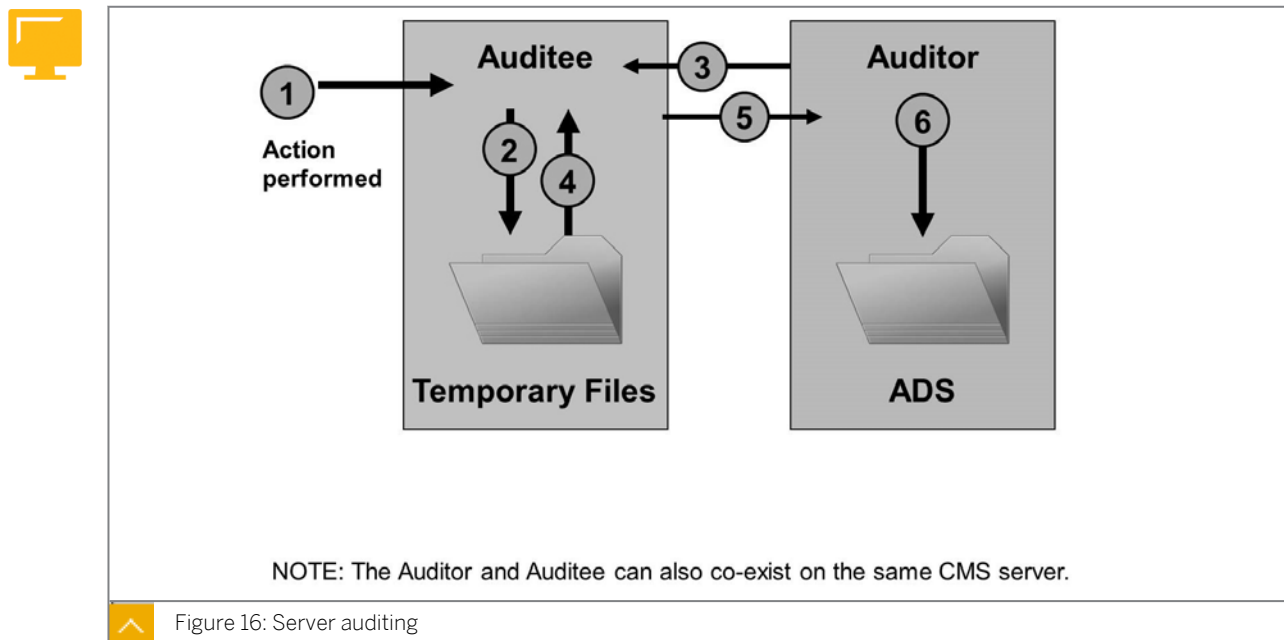 Auditee
Auditor
1
3
5
6
Action
performed
2
4
Temporary Files
ADS
NOTE: The Auditor and Auditee can also co-exist on the same CMS server.
Figure 16: Server auditing